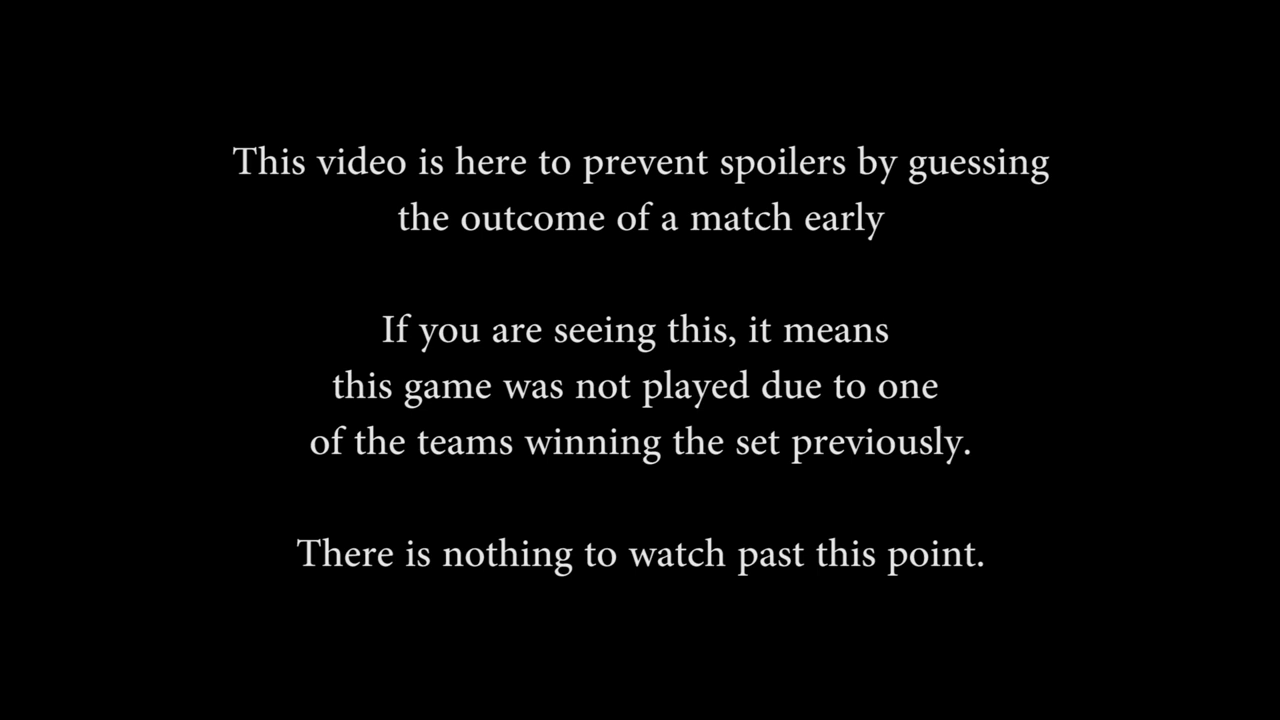 This video is here to prevent spoilers by guessing
the outcome of a match early
If you are seeing this, it means
this game was not played due to one
of the teams winning the set previously.
There is nothing to watch past this point.